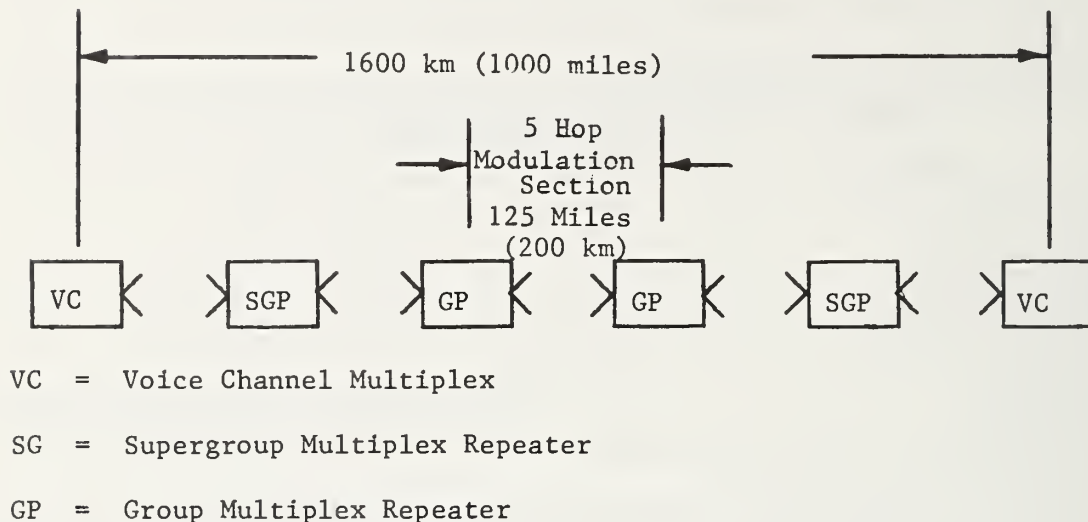 1600 km (1000 miles)
5 Hop
Modulation
Section
125 Miles
(200 km)
VC SGP GP GP SGP VC
VC = Voice Channel Multiplex
SG = Supergroup Multiplex Repeater
GP = Group Multiplex Repeater